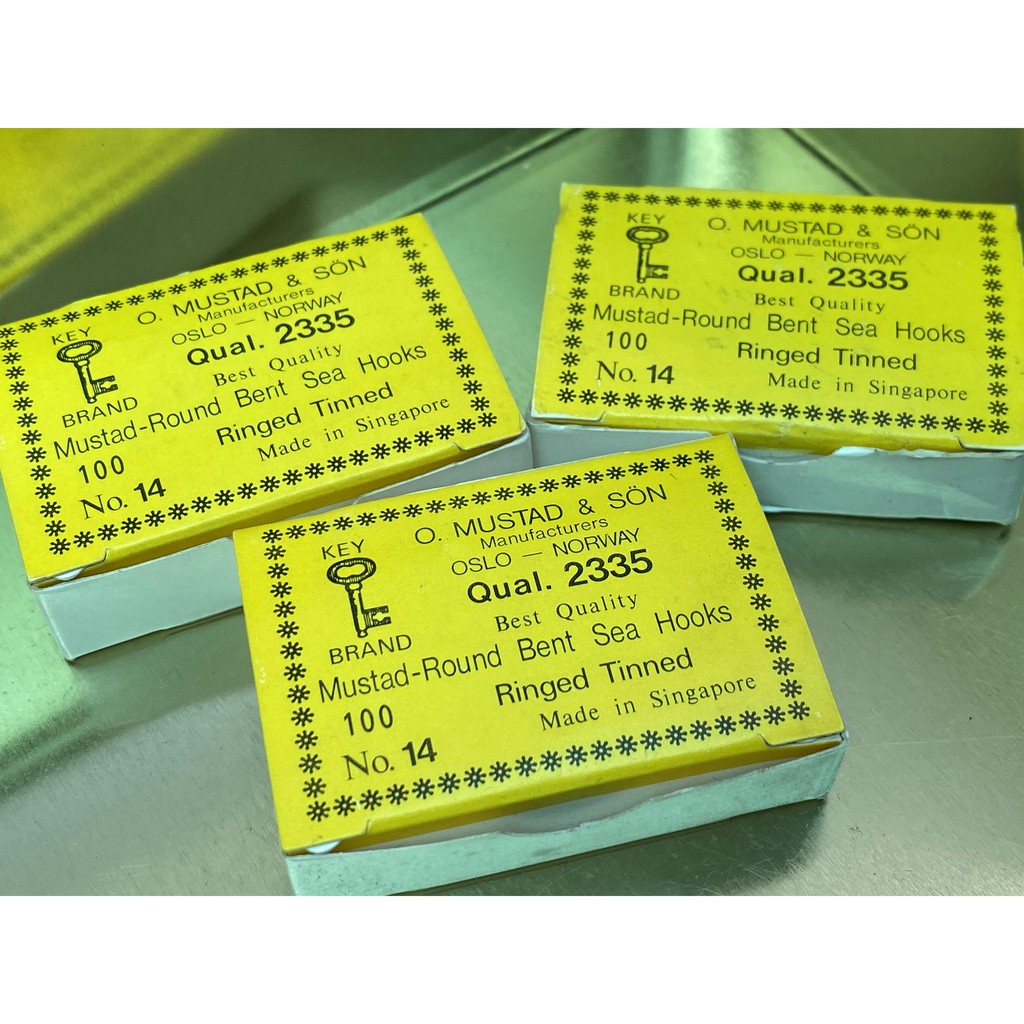 KEY
BRAND
O. MUSTAD & SÖN
Manufacturers
OSLO — NORWAY
Qual. 2335
Best Quality
Mustad-Round Bent Sea Hooks
100
Ringed Tinned
No. 14
Made in Singapore
KEY
BRAND
O. MUSTAD & SÖN
Manufacturers
OSLO — NORWAY
Qual. 2335
Best Quality
Mustad-Round Bent Sea Hooks
100
Ringed Tinned
No. 14
Made in Singapore
KEY
BRAND
O. MUSTAD & SÖN
Manufacturers
OSLO — NORWAY
Qual. 2335
Best Quality
Mustad-Round Bent Sea Hooks
100
Ringed Tinned
No. 14
Made in Singapore